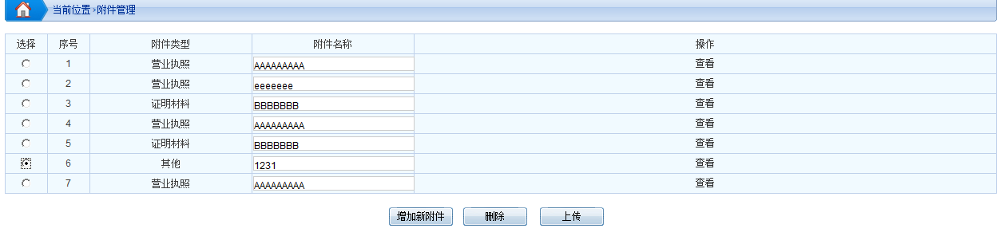 当前位置>附件管理
选择 序号 附件类型 附件名称 操作
1 营业执照 AAAAAAAAA 查看
2 营业执照 eeeeeee 查看
3 证明材料 BBBBBBB 查看
4 营业执照 AAAAAAAAA 查看
5 证明材料 BBBBBBB 查看
6 其他 1231 查看
7 营业执照 AAAAAAAAA 查看
增加新附件 删除 上传